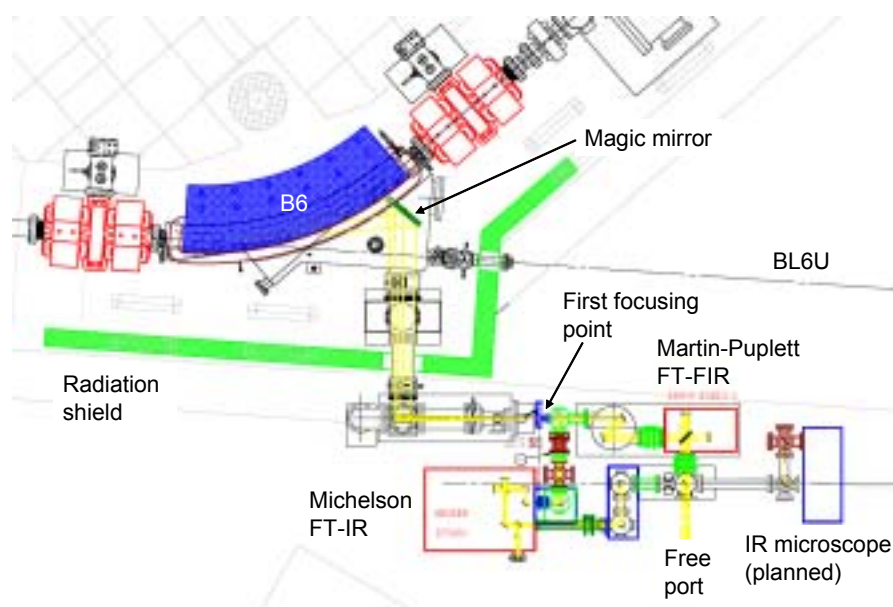 Magic mirror
B6
BL6U
First focusing
point
Martin-Puplett
FT-FIR
Radiation
shield
Michelson
FT-IR
Free
port
IR microscope
(planned)